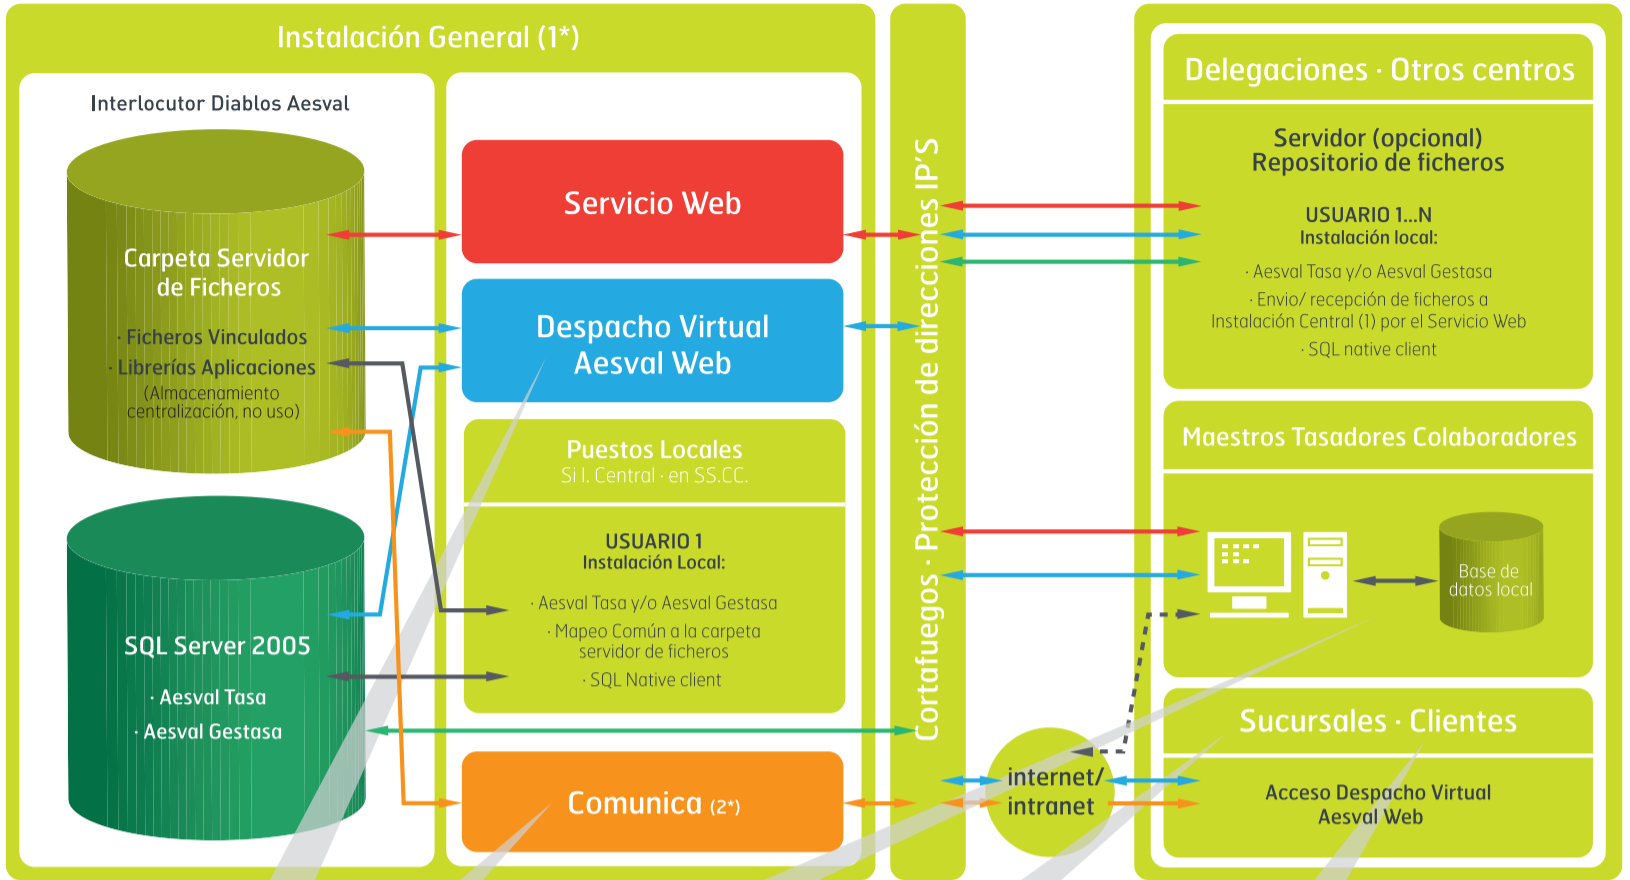 Instalación General (1*)
Interlocutor Diablos Aesval
Carpeta Servidor
de Ficheros
· Ficheros Vinculados
· Librerías Aplicaciones
(Almacenamiento
centralización, no uso)
SQL Server 2005
· Aesval Tasa
· Aesval Gestasa
Servicio Web
Despacho Virtual
Aesval Web
Puestos Locales
Si I. Central · en SS.CC.
USUARIO 1
Instalación Local:
· Aesval Tasa y/o Aesval Gestasa
· Mapeo Común a la carpeta
servidor de ficheros
· SQL Native client
Comunica (2*)
Cortafuegos · Protección de direcciones IP'S
internet/
intranet
Delegaciones · Otros centros
Servidor (opcional)
Repositorio de ficheros
USUARIO 1...N
Instalación local:
· Aesval Tasa y/o Aesval Gestasa
· Envio/ recepción de ficheros a
Instalación Central (1) por el Servicio Web
· SQL native client
Maestros Tasadores Colaboradores
Base de
datos local
Sucursales · Clientes
Acceso Despacho Virtual
Aesval Web